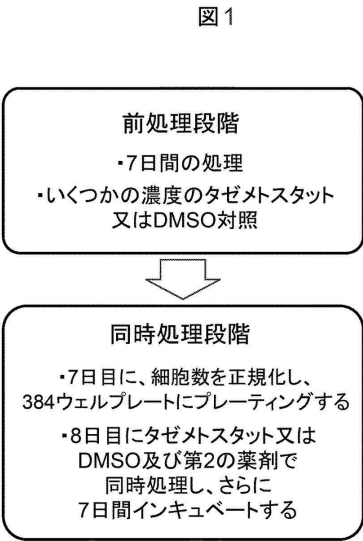 図1
前処理段階
・7日間の処理
・いくつかの濃度のタゼメトスタット
又はDMSO対照
同時処理段階
・7日目に、細胞数を正規化し、
384ウェルプレートにプレーティングする
・8日目にタゼメトスタット又は
DMSO及び第2の薬剤で
同時処理し、さらに
7日間インキュベートする